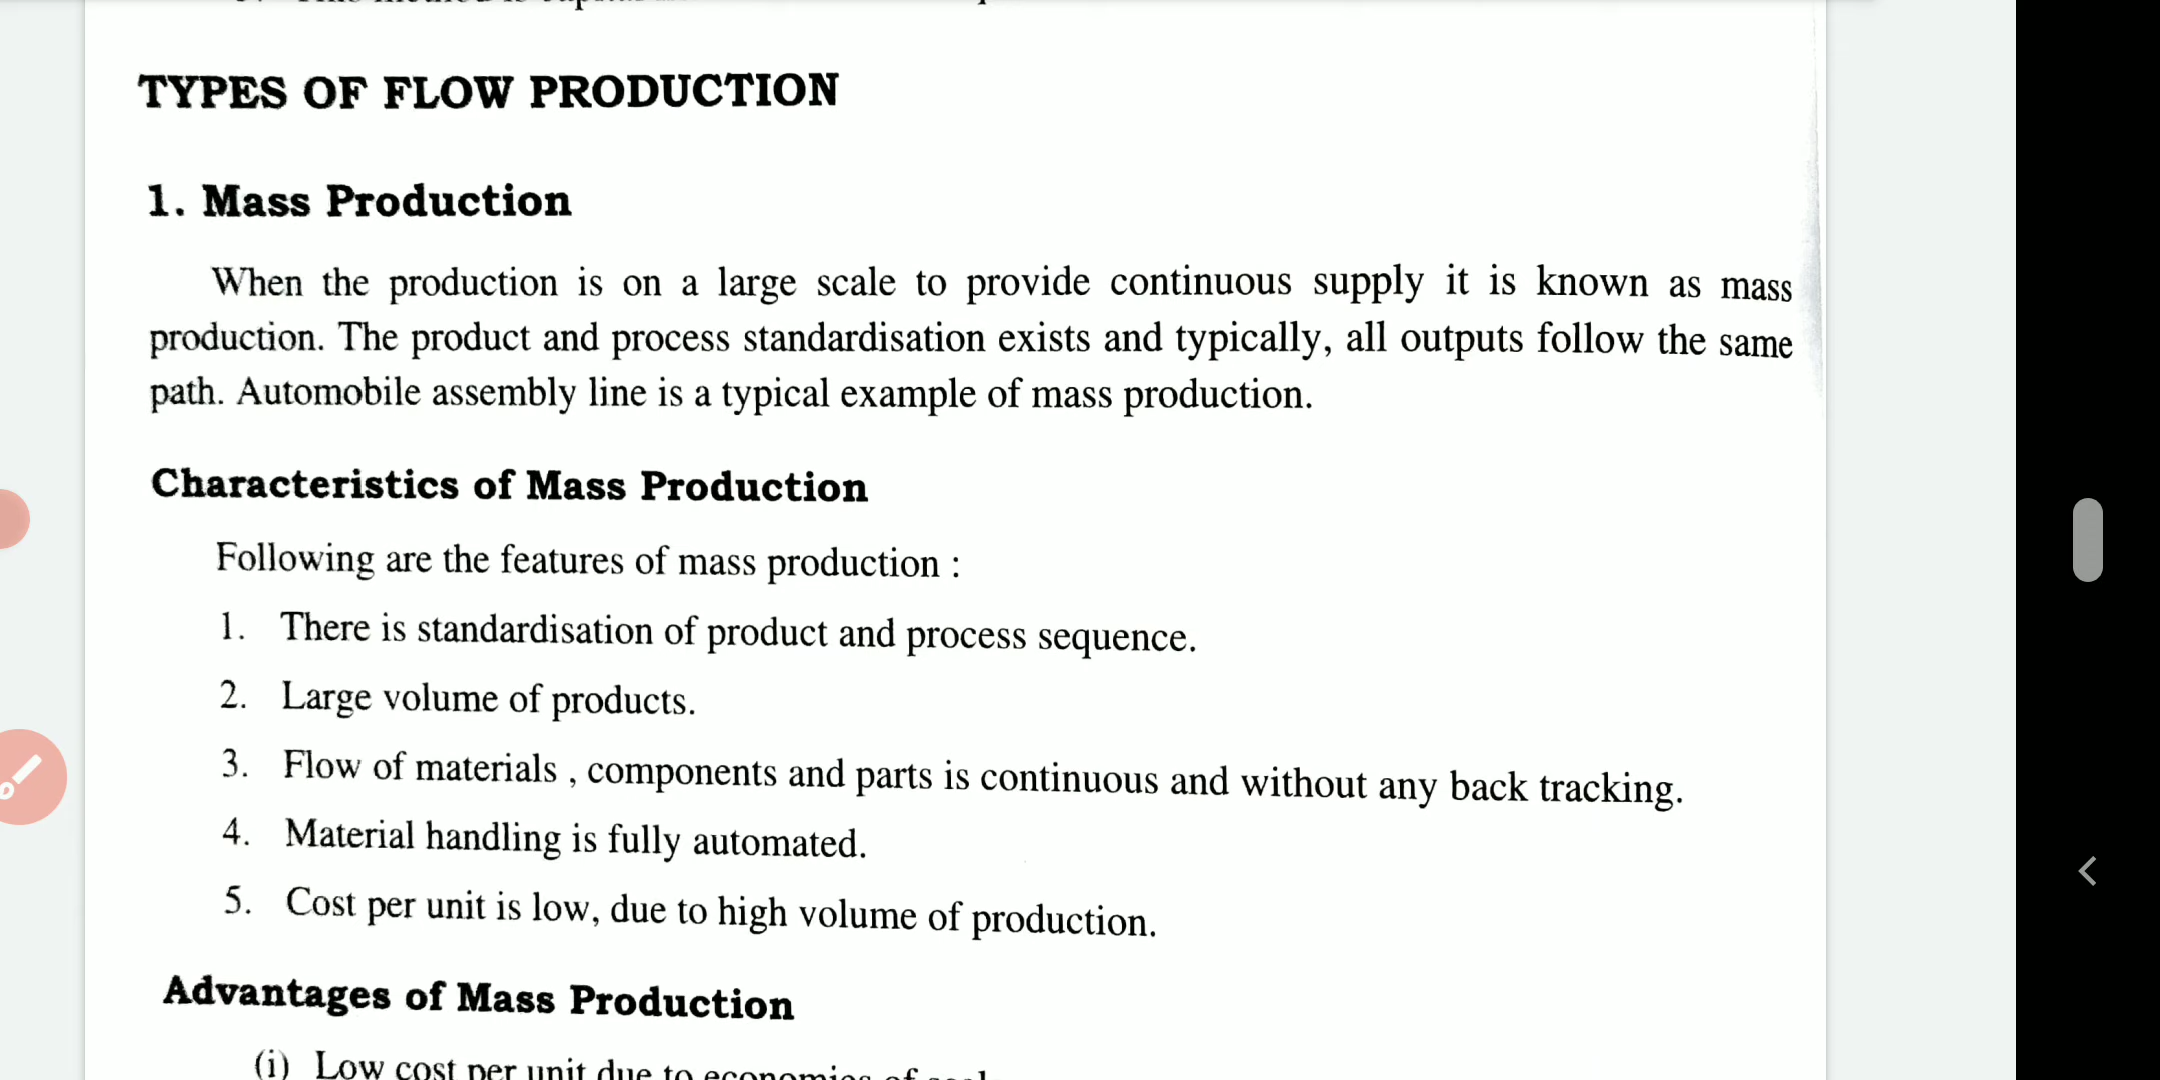 TYPES OF FLOW PRODUCTION
1. Mass Production
When the production is on a large scale to provide continuous supply it is known as mass
production. The product and process standardisation exists and typically, all outputs follow the same
path. Automobile assembly line is a typical example of mass production.
Characteristics of Mass Production
Following are the features of mass production :
1. There is standardisation of product and process sequence.
2. Large volume of products.
3. Flow of materials , components and parts is continuous and without any back tracking.
4. Material handling is fully automated.
5. Cost per unit is low, due to high volume of production.
Advantages of Mass Production
(i) Low cost per unit due to economies of scale